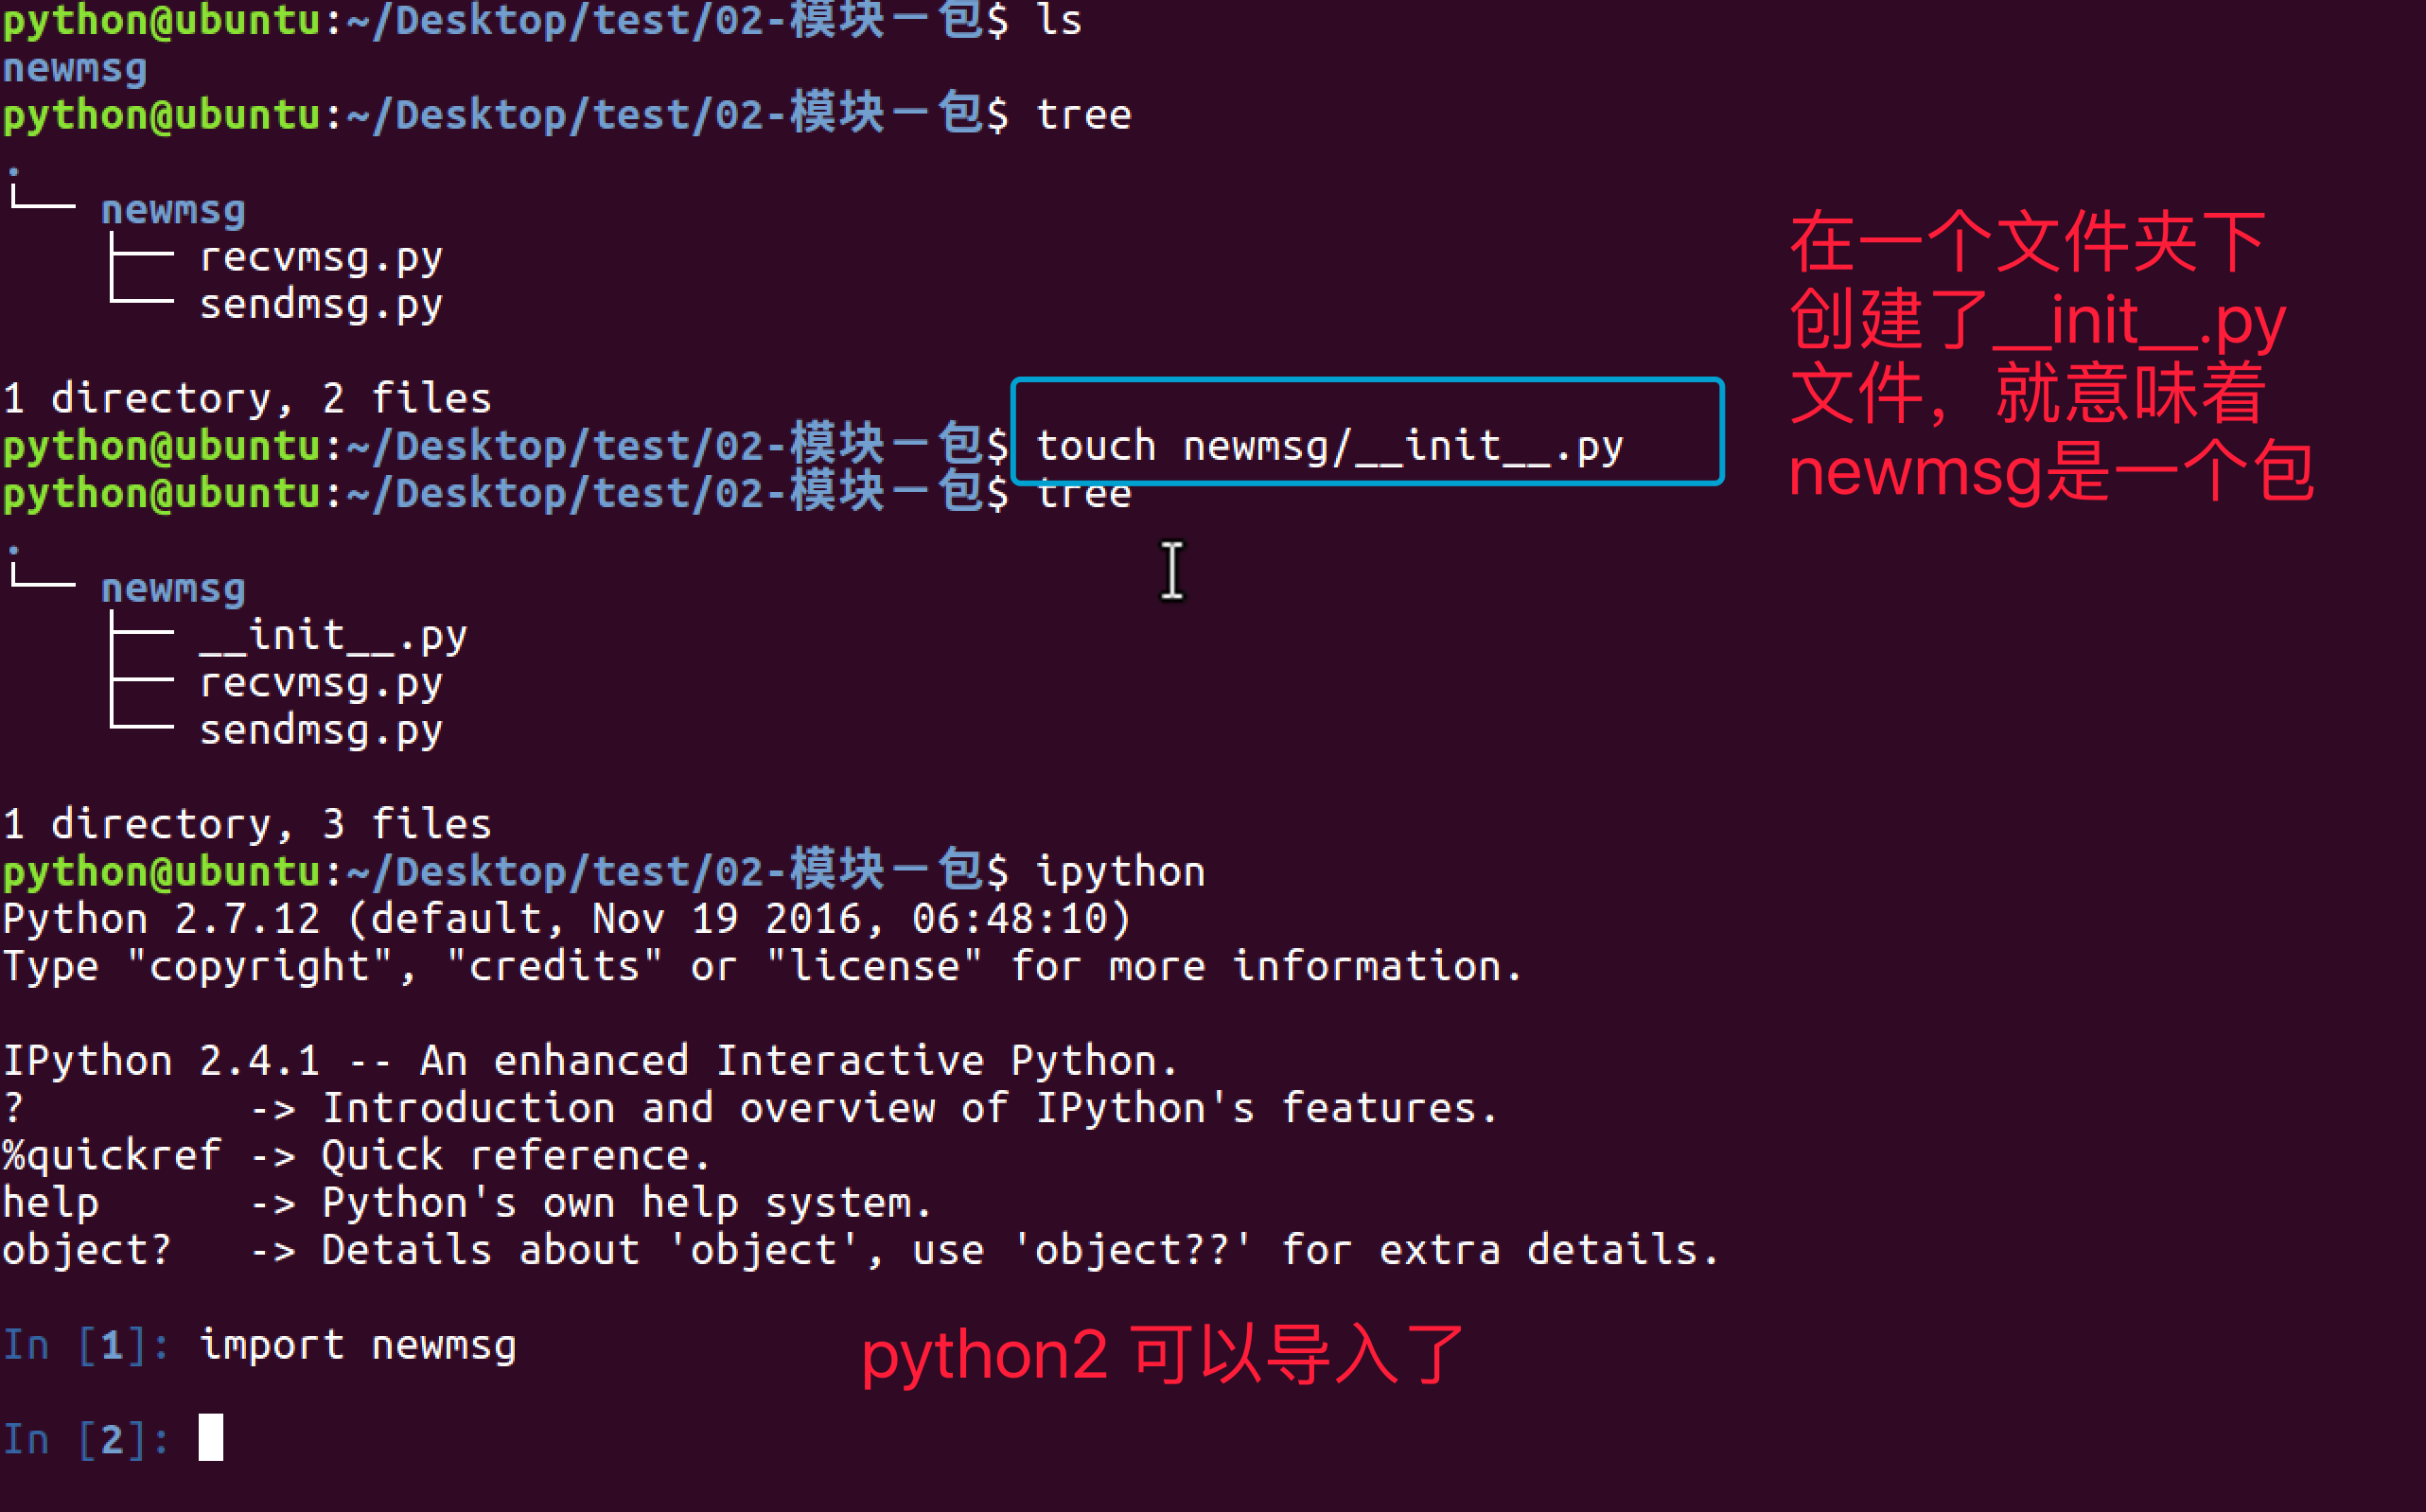 python@ubuntu:~/Desktop/test/02-模块－包$ ls
newmsg
python@ubuntu:~/Desktop/test/02-模块－包$ tree
.
└── newmsg
    ├── recvmsg.py
    └── sendmsg.py
1 directory, 2 files
python@ubuntu:~/Desktop/test/02-模块－包$ touch newmsg/__init__.py
python@ubuntu:~/Desktop/test/02-模块－包$ tree
.
└── newmsg
    ├── __init__.py
    ├── recvmsg.py
    └── sendmsg.py
1 directory, 3 files
在一个文件夹下
创建了__init__.py
文件，就意味着
newmsg是一个包
python@ubuntu:~/Desktop/test/02-模块－包$ ipython
Python 2.7.12 (default, Nov 19 2016, 06:48:10)
Type "copyright", "credits" or "license" for more information.
IPython 2.4.1 -- An enhanced Interactive Python.
?         -> Introduction and overview of IPython's features.
%quickref -> Quick reference.
help      -> Python's own help system.
object?   -> Details about 'object', use 'object??' for extra details.
In [1]: import newmsg
python2 可以导入了
In [2]: